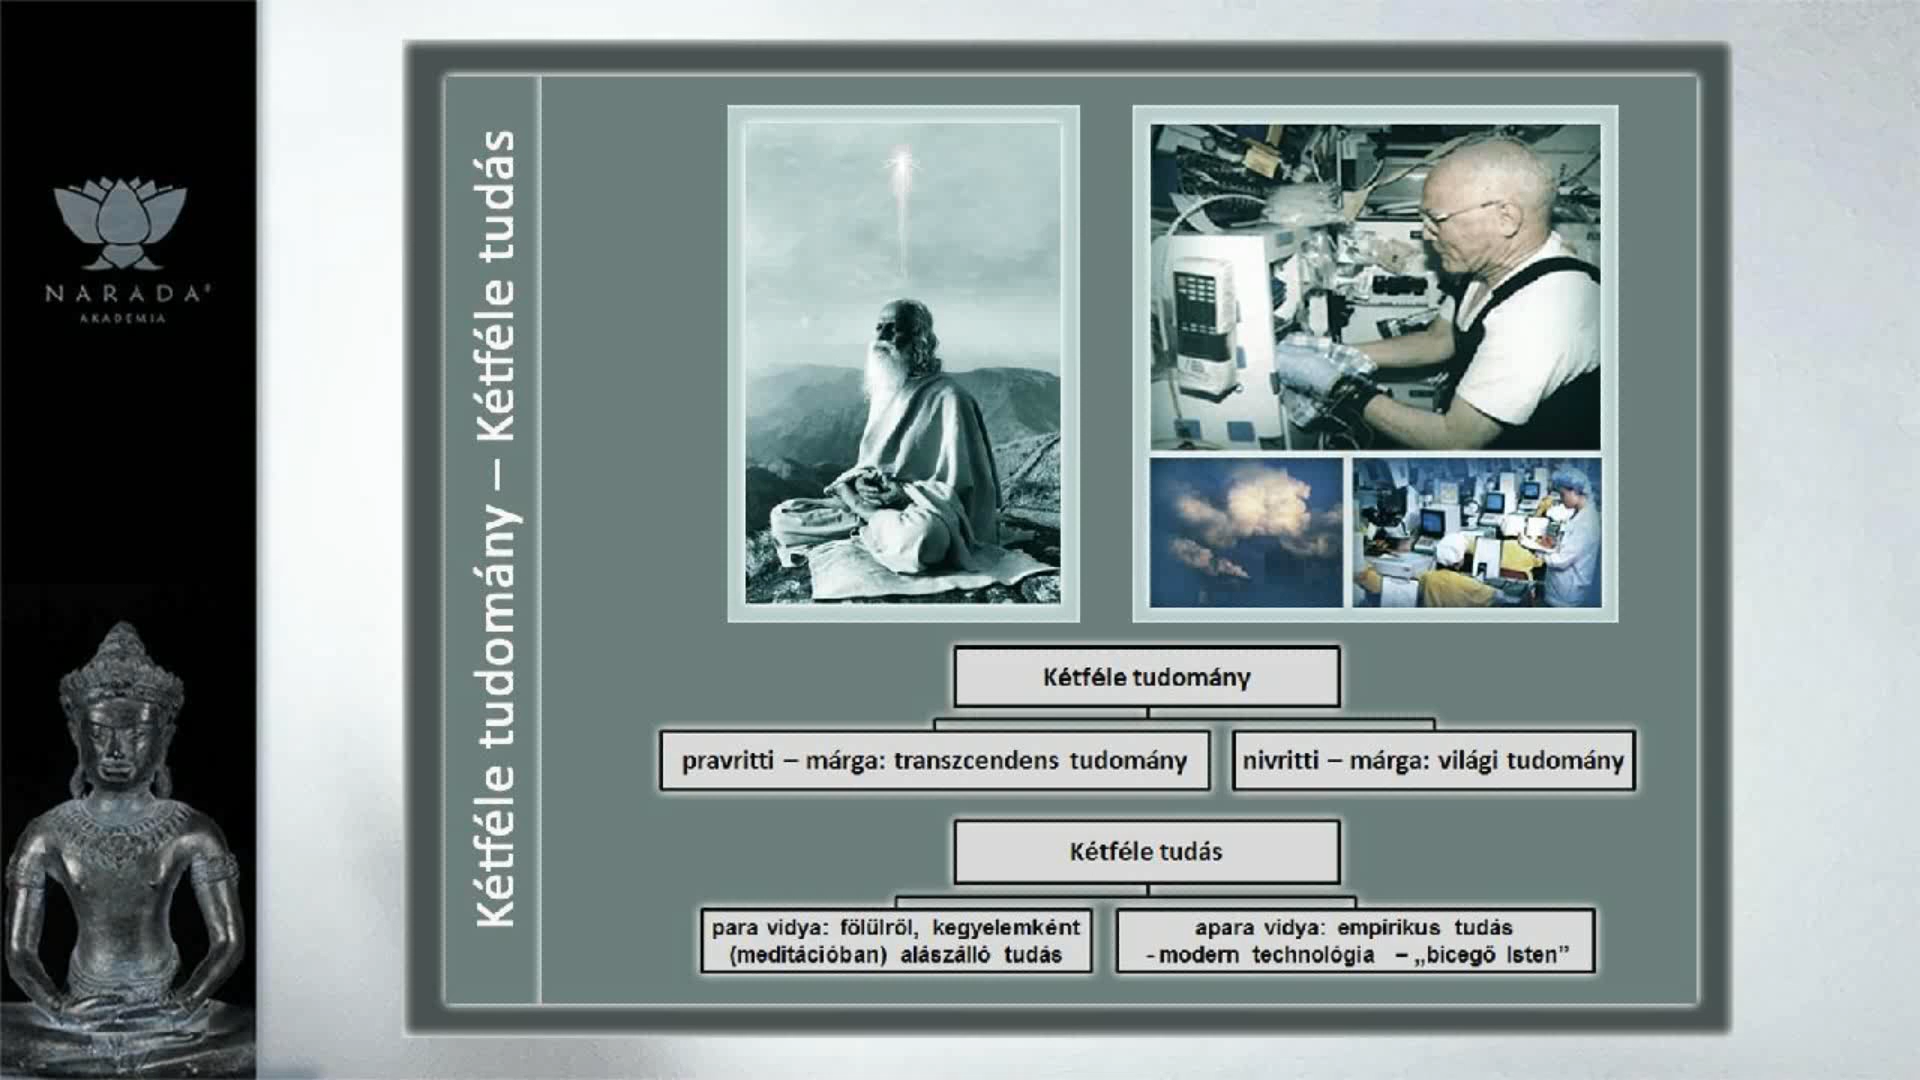 NARADA
AKADEMIA
Kétféle tudomány – Kétféle tudás
Kétféle tudomány
pravritti – márga: transzcendens tudomány
nivritti – márga: világi tudomány
Kétféle tudás
para vidya: fölülről, kegyelemként
(meditációban) alászálló tudás
apara vidya: empírikus tudás
- modern technológia – „bicegő Isten”